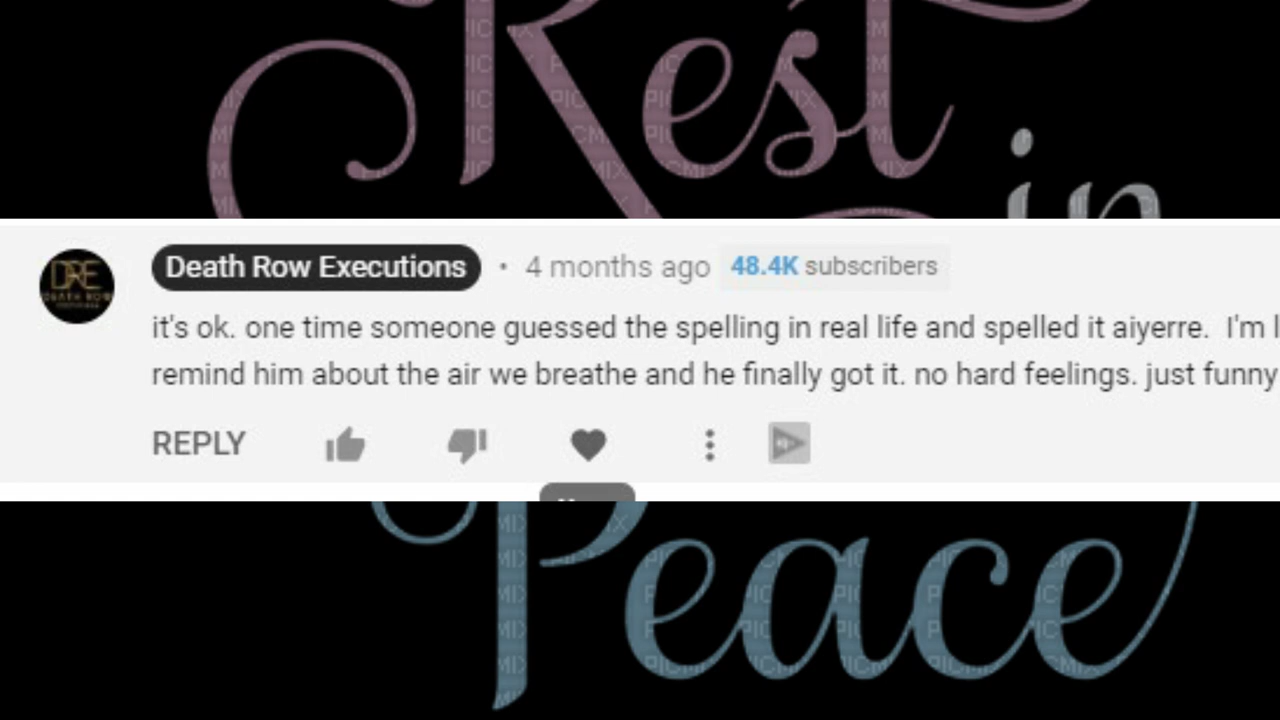 Rest
in
Death Row Executions • 4 months ago 48.4K subscribers
it's ok. one time someone guessed the spelling in real life and spelled it aiyerre. I'm
remind him about the air we breathe and he finally got it. no hard feelings. just funny
REPLY
Peace